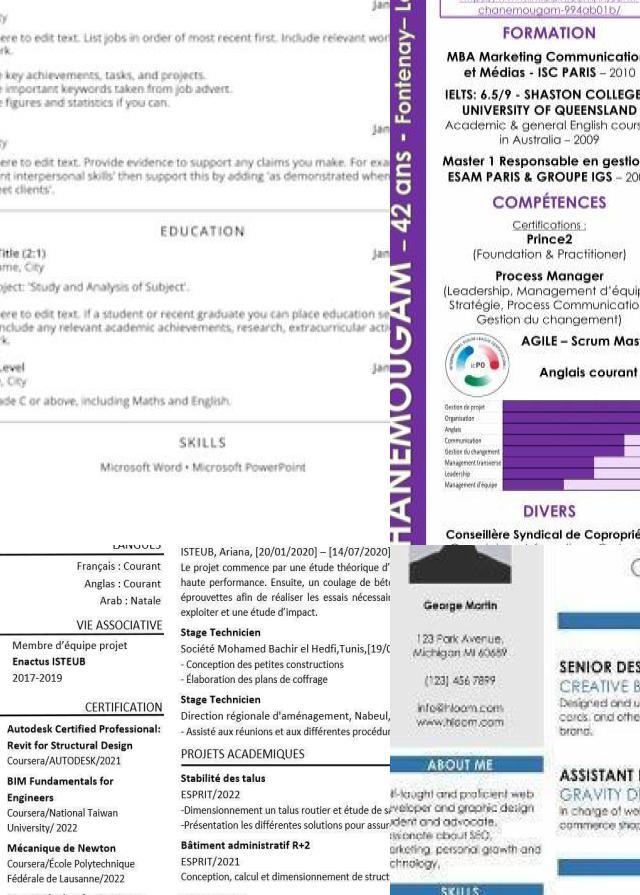 Jan
ere to edit text. List jobs in order of most recent first. Include relevant wor
rk.
key achievements, tasks, and projects.
e important keywords taken from job advert.
e figures and statistics if you can.
Jan
ty
ere to edit text. Provide evidence to support any claims you make. For exa
nt interpersonal skills' then support this by adding 'as demonstrated when
eet clients'.
EDUCATION
Title (2:1)
Jan
ame, City
oject: 'Study and Analysis of Subject'.
ere to edit text. If a student or recent graduate you can place education se
nclude any relevant academic achievements, research, extracurricular acti
k.
Level
Jan
, City
ade C or above, including Maths and English.
SKILLS
Microsoft Word • Microsoft PowerPoint
HANEMOUGAM – 42 ans - Fontenay– L
chanemougam-994ab01b/
FORMATION
MBA Marketing Communication
et Médias - ISC PARIS – 2010
IELTS: 6.5/9 - SHASTON COLLEGE
UNIVERSITY OF QUEENSLAND
Academic & general English cours
in Australia – 2009
Master 1 Responsable en gestio
ESAM PARIS & GROUPE IGS – 200
COMPÉTENCES
Certifications :
Prince2
(Foundation & Practitioner)
Process Manager
(Leadership, Management d'équip
Stratégie, Process Communicatio
Gestion du changement)
AGILE – Scrum Mast
icPO
Anglais courant
Gestion de projet
Organisation
Anglais
Communication
Gestion du changement
Management transverse
Leadership
Management d'équipe
DIVERS
Conseillère Syndical de Coproprié
LANGUES
Français : Courant
Anglas : Courant
Arab : Natale
VIE ASSOCIATIVE
Membre d'équipe projet
Enactus ISTEUB
2017-2019
CERTIFICATION
Autodesk Certified Professional:
Revit for Structural Design
Coursera/AUTODESK/2021
BIM Fundamentals for
Engineers
Coursera/National Taiwan
University/ 2022
Mécanique de Newton
Coursera/École Polytechnique
Fédérale de Lausanne/2022
ISTEUB, Ariana, [20/01/2020] – [14/07/2020]
Le projet commence par une étude théorique d'
haute performance. Ensuite, un coulage de béto
éprouvettes afin de réaliser les essais nécessair
exploiter et une étude d'impact.
Stage Technicien
Société Mohamed Bachir el Hedfi,Tunis,[19/0
- Conception des petites constructions
- Élaboration des plans de coffrage
Stage Technicien
Direction régionale d'aménagement, Nabeul,
- Assisté aux réunions et aux différentes procédur
PROJETS ACADEMIQUES
Stabilité des talus
ESPRIT/2022
-Dimensionnement un talus routier et étude de s
-Présentation les différentes solutions pour assur
Bâtiment administratif R+2
ESPRIT/2021
Conception, calcul et dimensionnement de struct
George Martin
123 Park Avenue,
Michigan MI 60689
(123) 456 7899
info@hloom.com
www.hloom.com
ABOUT ME
lf-taught and proficient web
veloper and graphic design
udent and advocate.
ssionate about SEO,
arketing, personal growth and
chnology.
SKILLS
SENIOR DES
CREATIVE B
Designed and u
cards, and othe
brand.
ASSISTANT
GRAVITY D
In charge of we
commerce shop